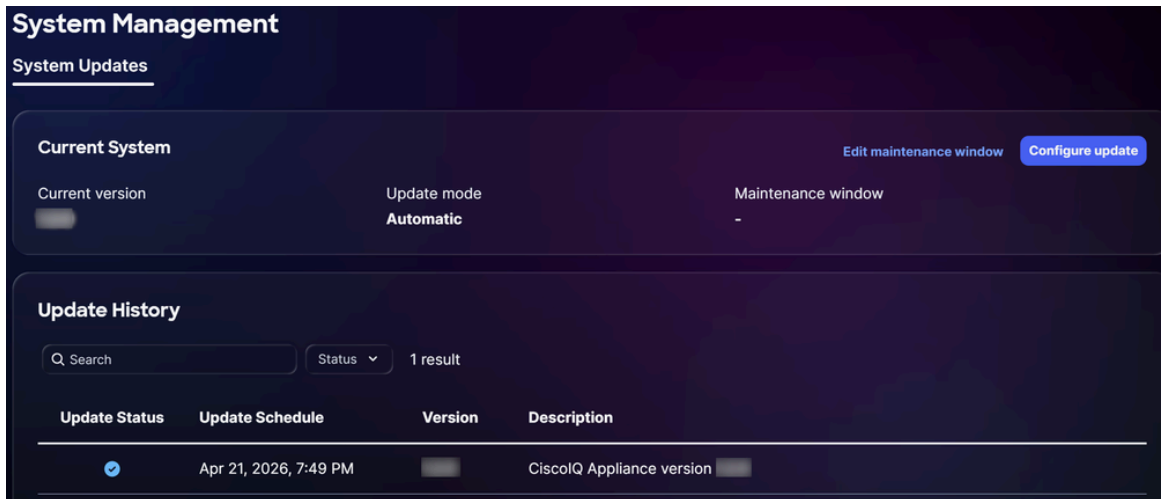 System Management
System Updates
Current System
Edit maintenance window
Configure update
Current version
Update mode
Maintenance window
Automatic
-
Update History
Search
Status
1 result
Update Status Update Schedule Version Description
Apr 21, 2026, 7:49 PM CiscoIQ Appliance version